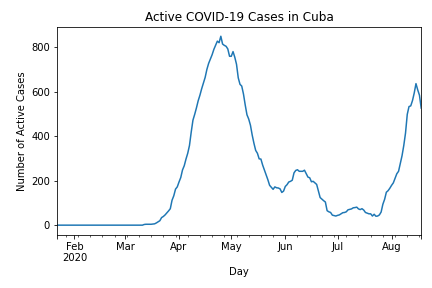 Active COVID-19 Cases in Cuba
Number of Active Cases
800
600
400
200
0
Feb Mar Apr May Jun Jul Aug
2020
Day